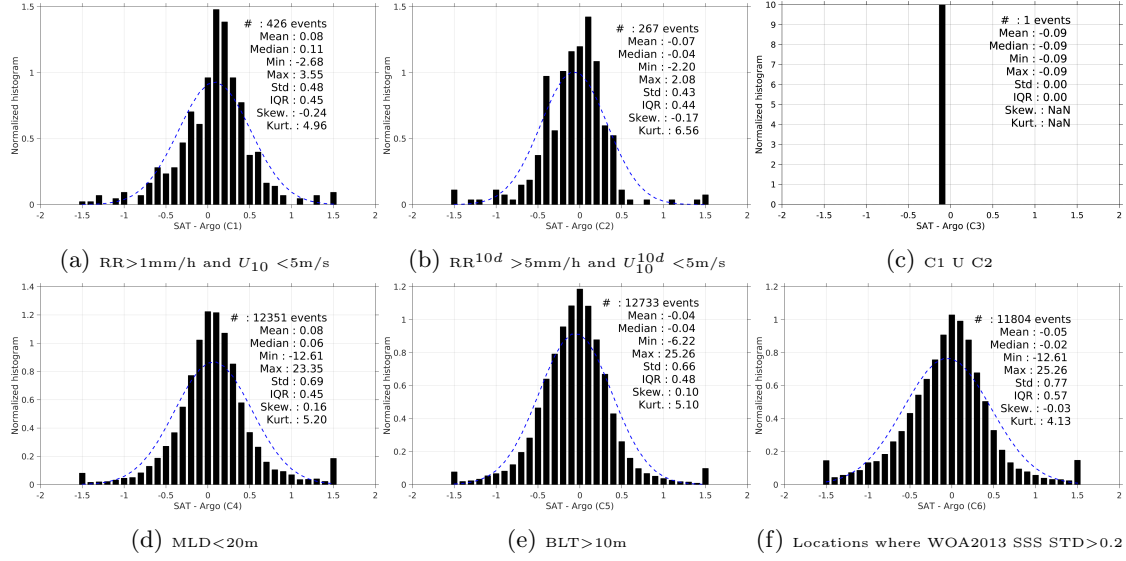 1.5
1
0.5
0
-2 -1.5 -1 -0.5 0 0.5 1 1.5 2
Normalized histogram
SAT - Argo (C1)
# : 426 events
Mean : 0.08
Median : 0.11
Min : -2.68
Max : 3.55
Std : 0.48
IQR : 0.45
Skew. : -0.24
Kurt. : 4.96
(a) RR>1mm/h and U10 <5m/s
1.5
1
0.5
0
-2 -1.5 -1 -0.5 0 0.5 1 1.5 2
Normalized histogram
SAT - Argo (C2)
# : 267 events
Mean : -0.07
Median : -0.04
Min : -2.20
Max : 2.08
Std : 0.43
IQR : 0.44
Skew. : -0.17
Kurt. : 6.56
(b) RR^10d >5mm/h and U10^10d <5m/s
10
9
8
7
6
5
4
3
2
1
0
-2 -1.5 -1 -0.5 0 0.5 1 1.5 2
Normalized histogram
SAT - Argo (C3)
# : 1 events
Mean : -0.09
Median : -0.09
Min : -0.09
Max : -0.09
Std : 0.00
IQR : 0.00
Skew. : NaN
Kurt. : NaN
(c) C1 U C2
1.4
1.2
1
0.8
0.6
0.4
0.2
0
-2 -1.5 -1 -0.5 0 0.5 1 1.5 2
Normalized histogram
SAT - Argo (C4)
# : 12351 events
Mean : 0.08
Median : 0.06
Min : -12.61
Max : 23.35
Std : 0.69
IQR : 0.45
Skew. : 0.16
Kurt. : 5.20
(d) MLD<20m
1.2
1
0.8
0.6
0.4
0.2
0
-2 -1.5 -1 -0.5 0 0.5 1 1.5 2
Normalized histogram
SAT - Argo (C5)
# : 12733 events
Mean : -0.04
Median : -0.04
Min : -6.22
Max : 25.26
Std : 0.66
IQR : 0.48
Skew. : 0.10
Kurt. : 5.10
(e) BLT>10m
1.2
1
0.8
0.6
0.4
0.2
0
-2 -1.5 -1 -0.5 0 0.5 1 1.5 2
Normalized histogram
SAT - Argo (C6)
# : 11804 events
Mean : -0.05
Median : -0.02
Min : -12.61
Max : 25.26
Std : 0.77
IQR : 0.57
Skew. : -0.03
Kurt. : 4.13
(f) Locations where WOA2013 SSS STD>0.2